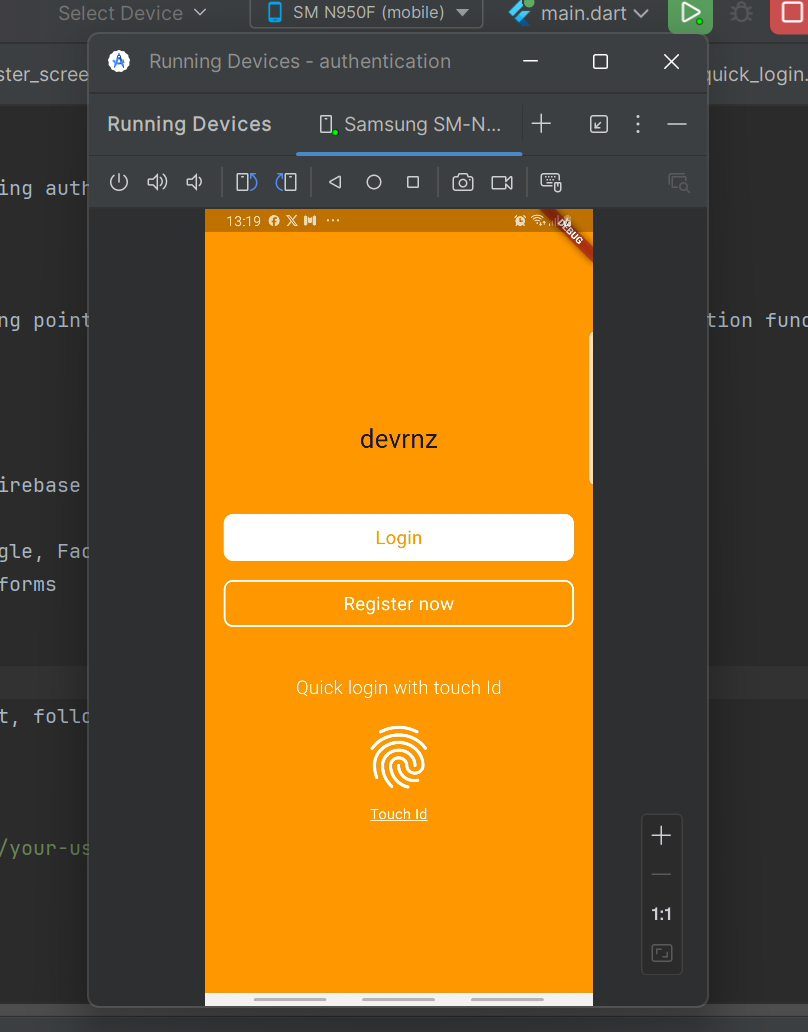 Select Device
SM N950F (mobile)
main.dart
ster_scree
Running Devices - authentication
quick_login.
Running Devices
Samsung SM-N...
ing auth
13:19
DEBUG
ng point
tion func
devrnz
irebase
Login
gle, Fac
forms
Register now
Quick login with touch Id
t, follo
Touch Id
/your-us
1:1